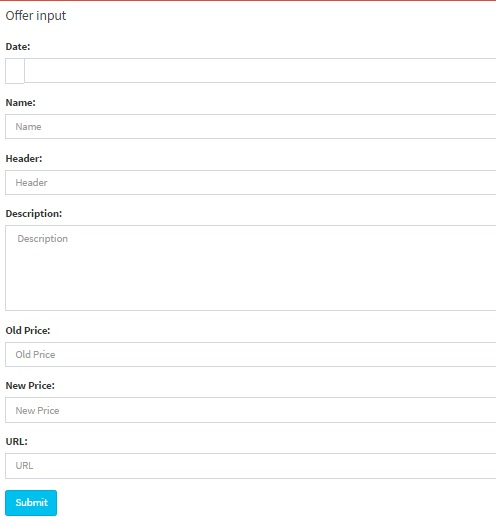 Offer input
Date:
Name:
Name
Header:
Header
Description:
Description
Old Price:
Old Price
New Price:
New Price
URL:
URL
Submit